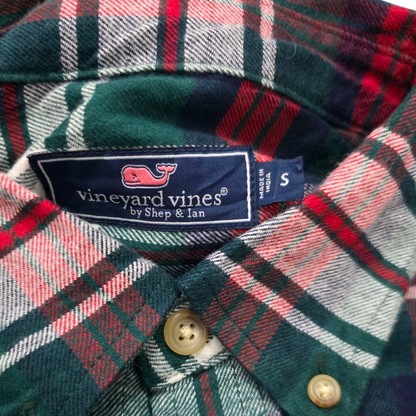 vineyard vines®
by Shep & Ian
MADE IN
INDIA
S